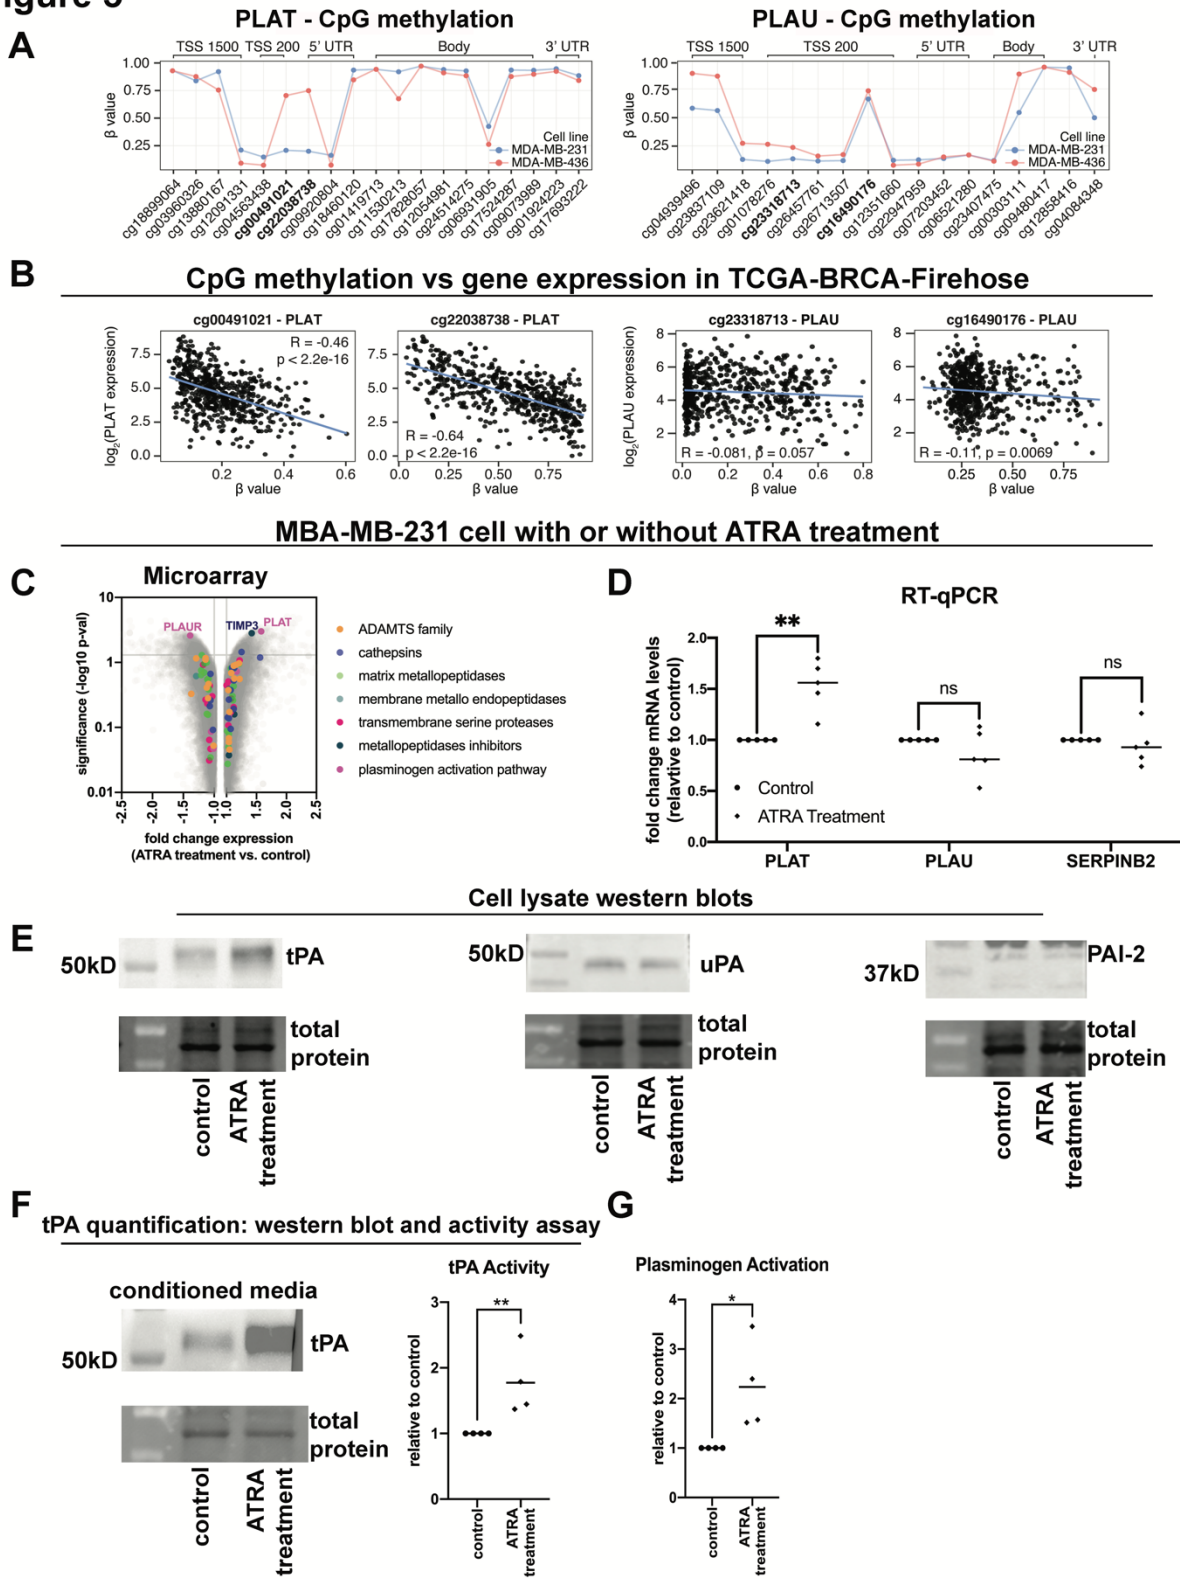 Figure 5
PLAT - CpG methylation
PLAU - CpG methylation
A
TSS 1500 TSS 200 5' UTR Body 3' UTR
β value
1.00
0.75
0.50
0.25
Cell line
MDA-MB-231
MDA-MB-436
cg18899064
cg03960326
cg13880167
cg12091331
cg04563438
cg00491021
cg22038738
cg09920804
cg18460120
cg01419713
cg11530213
cg17828057
cg12054981
cg24514275
cg06931905
cg17524287
cg09073989
cg01924223
cg17693222
TSS 1500 TSS 200 5' UTR Body 3' UTR
β value
1.00
0.75
0.50
0.25
Cell line
MDA-MB-231
MDA-MB-436
cg04939496
cg23837109
cg23621418
cg01078276
cg23318713
cg26457761
cg26713507
cg16490176
cg12351660
cg22947959
cg07203452
cg06521280
cg23407475
cg00303111
cg09480417
cg12858416
cg04084348
B
CpG methylation vs gene expression in TCGA-BRCA-Firehose
cg00491021 - PLAT
log2(PLAT expression)
7.5
5.0
2.5
0.0
R = -0.46
p < 2.2e-16
0.2 0.4 0.6
β value
cg22038738 - PLAT
7.5
5.0
2.5
0.0
R = -0.64
p < 2.2e-16
0.00 0.25 0.50 0.75
β value
cg23318713 - PLAU
log2(PLAU expression)
8
6
4
2
R = -0.081, p = 0.057
0.0 0.2 0.4 0.6 0.8
β value
cg16490176 - PLAU
8
6
4
2
R = -0.11, p = 0.0069
0.25 0.50 0.75
β value
MBA-MB-231 cell with or without ATRA treatment
C
Microarray
significance (-log10 p-val)
10
1
0.1
0.01
PLAUR
TIMP3
PLAT
-2.5 -2.0 -1.5 -1.0 1.0 1.5 2.0 2.5
fold change expression
(ATRA treatment vs. control)
ADAMTS family
cathepsins
matrix metallopeptidases
membrane metallo endopeptidases
transmembrane serine proteases
metallopeptidases inhibitors
plasminogen activation pathway
D
RT-qPCR
fold change mRNA levels
(relavtive to control)
2.0
1.5
1.0
0.5
0.0
**
ns
ns
Control
ATRA Treatment
PLAT PLAU SERPINB2
Cell lysate western blots
E
50kD
tPA
total
protein
control
ATRA
treatment
50kD
uPA
total
protein
control
ATRA
treatment
37kD
PAI-2
total
protein
control
ATRA
treatment
F
tPA quantification: western blot and activity assay
conditioned media
50kD
tPA
total
protein
control
ATRA
treatment
tPA Activity
relative to control
3
2
1
0
**
control
ATRA
treatment
G
Plasminogen Activation
relative to control
4
3
2
1
0
*
control
ATRA
treatment